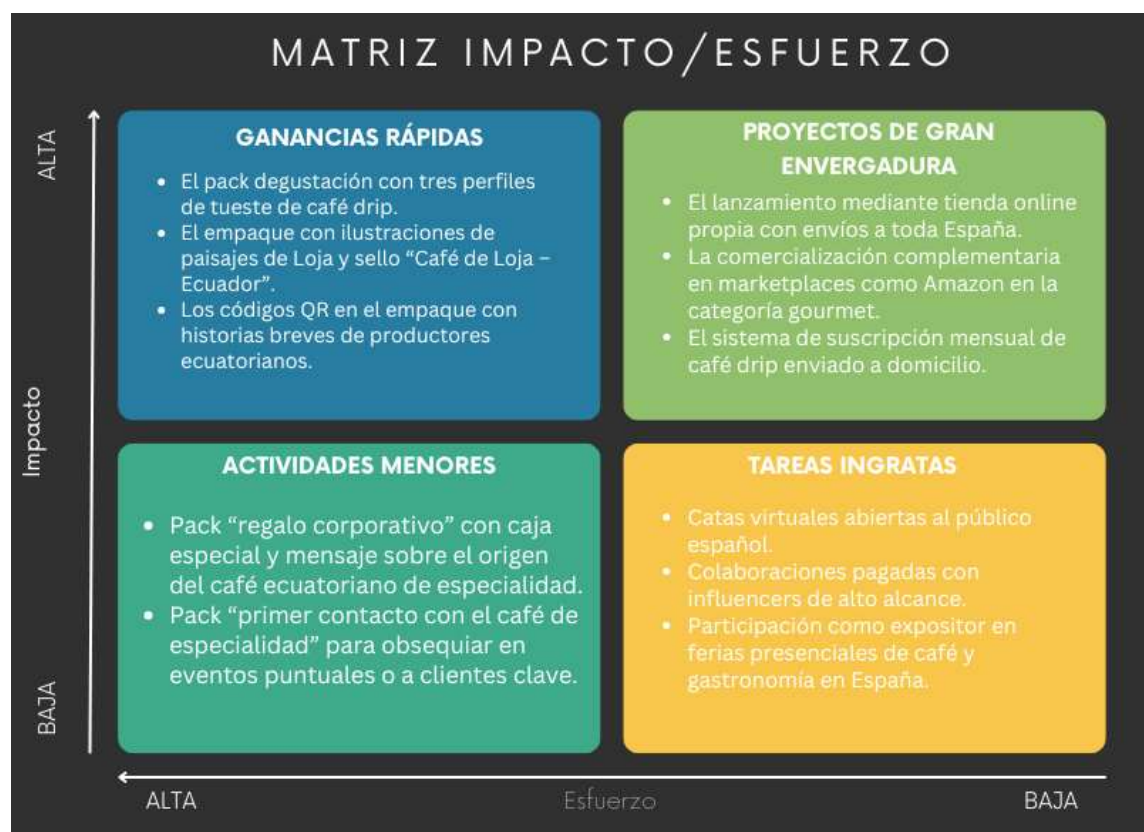 MATRIZ IMPACTO/ESFUERZO
ALTA
Impacto
BAJA
GANANCIAS RÁPIDAS
• El pack degustación con tres perfiles
de tueste de café drip.
• El empaque con ilustraciones de
paisajes de Loja y sello “Café de Loja –
Ecuador”.
• Los códigos QR en el empaque con
historias breves de productores
ecuatorianos.
PROYECTOS DE GRAN
ENVERGADURA
• El lanzamiento mediante tienda online
propia con envíos a toda España.
• La comercialización complementaria
en marketplaces como Amazon en la
categoría gourmet.
• El sistema de suscripción mensual de
café drip enviado a domicilio.
ACTIVIDADES MENORES
• Pack “regalo corporativo” con caja
especial y mensaje sobre el origen
del café ecuatoriano de especialidad.
• Pack “primer contacto con el café de
especialidad” para obsequiar en
eventos puntuales o a clientes clave.
TAREAS INGRATAS
• Catas virtuales abiertas al público
español.
• Colaboraciones pagadas con
influencers de alto alcance.
• Participación como expositor en
ferias presenciales de café y
gastronomía en España.
ALTA
Esfuerzo
BAJA